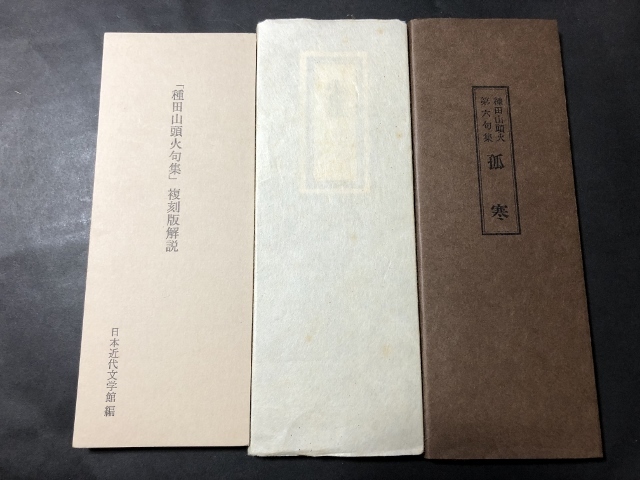 「種田山頭火句集」複刻版解説
日本近代文学館 編
種田山頭火
第六句集
孤寒